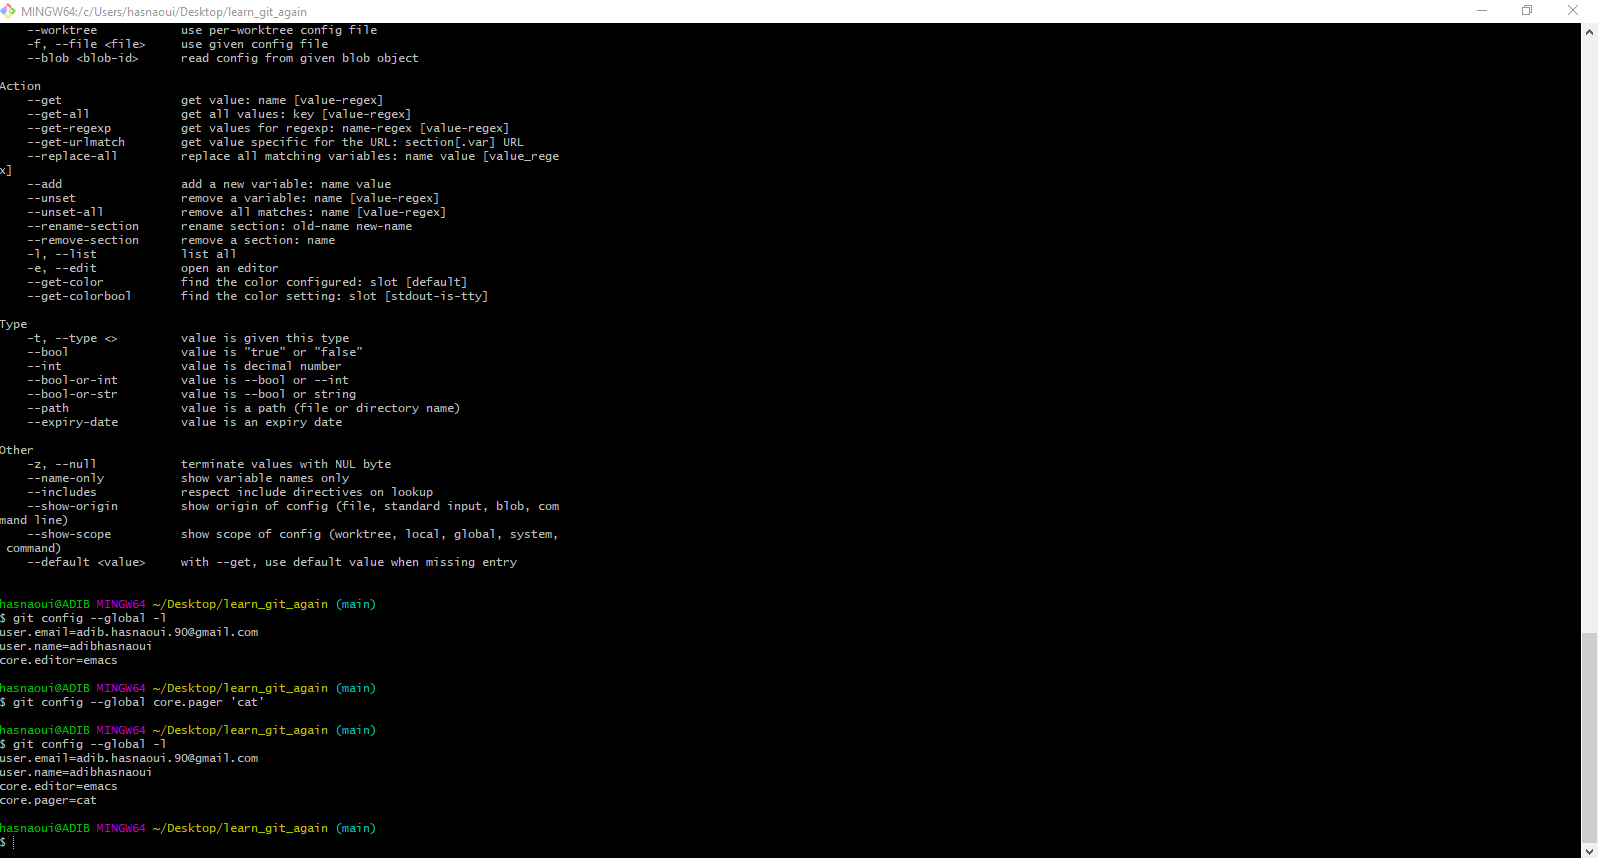 MINGW64:/c/Users/hasnaoui/Desktop/learn_git_again
--worktree use per-worktree config file
-f, --file <file> use given config file
--blob <blob-id> read config from given blob object
Action
--get get value: name [value-regex]
--get-all get all values: key [value-regex]
--get-regexp get values for regexp: name-regex [value-regex]
--get-urlmatch get value specific for the URL: section[.var] URL
--replace-all replace all matching variables: name value [value_rege
x]
--add add a new variable: name value
--unset remove a variable: name [value-regex]
--unset-all remove all matches: name [value-regex]
--rename-section rename section: old-name new-name
--remove-section remove a section: name
-l, --list list all
-e, --edit open an editor
--get-color find the color configured: slot [default]
--get-colorbool find the color setting: slot [stdout-is-tty]
Type
-t, --type <> value is given this type
--bool value is "true" or "false"
--int value is decimal number
--bool-or-int value is --bool or --int
--bool-or-str value is --bool or string
--path value is a path (file or directory name)
--expiry-date value is an expiry date
Other
-z, --null terminate values with NUL byte
--name-only show variable names only
--includes respect include directives on lookup
--show-origin show origin of config (file, standard input, blob, com
mand line)
--show-scope show scope of config (worktree, local, global, system,
command)
--default <value> with --get, use default value when missing entry
hasnaoui@ADIB MINGW64 ~/Desktop/learn_git_again (main)
$ git config --global -l
user.email=adib.hasnaoui.90@gmail.com
user.name=adibhasnaoui
core.editor=emacs
hasnaoui@ADIB MINGW64 ~/Desktop/learn_git_again (main)
$ git config --global core.pager 'cat'
hasnaoui@ADIB MINGW64 ~/Desktop/learn_git_again (main)
$ git config --global -l
user.email=adib.hasnaoui.90@gmail.com
user.name=adibhasnaoui
core.editor=emacs
core.pager=cat
hasnaoui@ADIB MINGW64 ~/Desktop/learn_git_again (main)
$